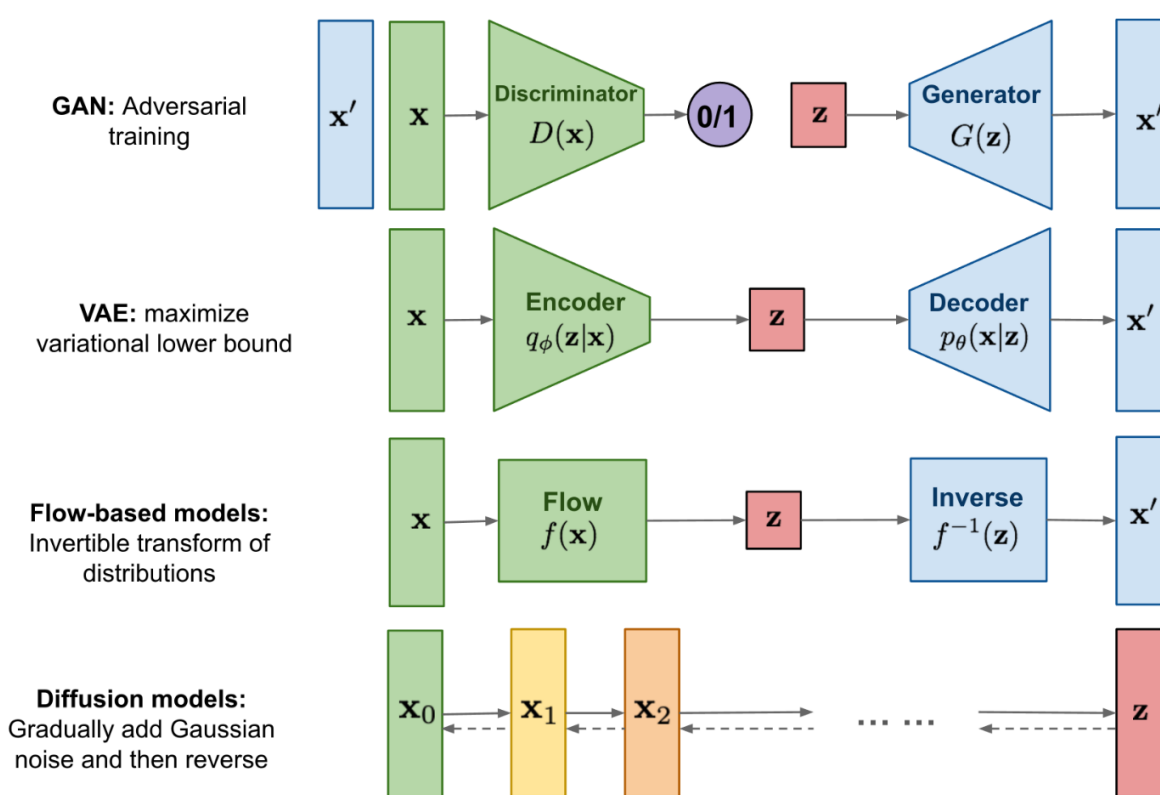 GAN: Adversarial
training
x′
x
Discriminator
D(x)
0/1
z
Generator
G(z)
x′
VAE: maximize
variational lower bound
x
Encoder
qϕ(z|x)
z
Decoder
pθ(x|z)
x′
Flow-based models:
Invertible transform of
distributions
x
Flow
f(x)
z
Inverse
f⁻¹(z)
x′
Diffusion models:
Gradually add Gaussian
noise and then reverse
x₀
x₁
x₂
... ...
z